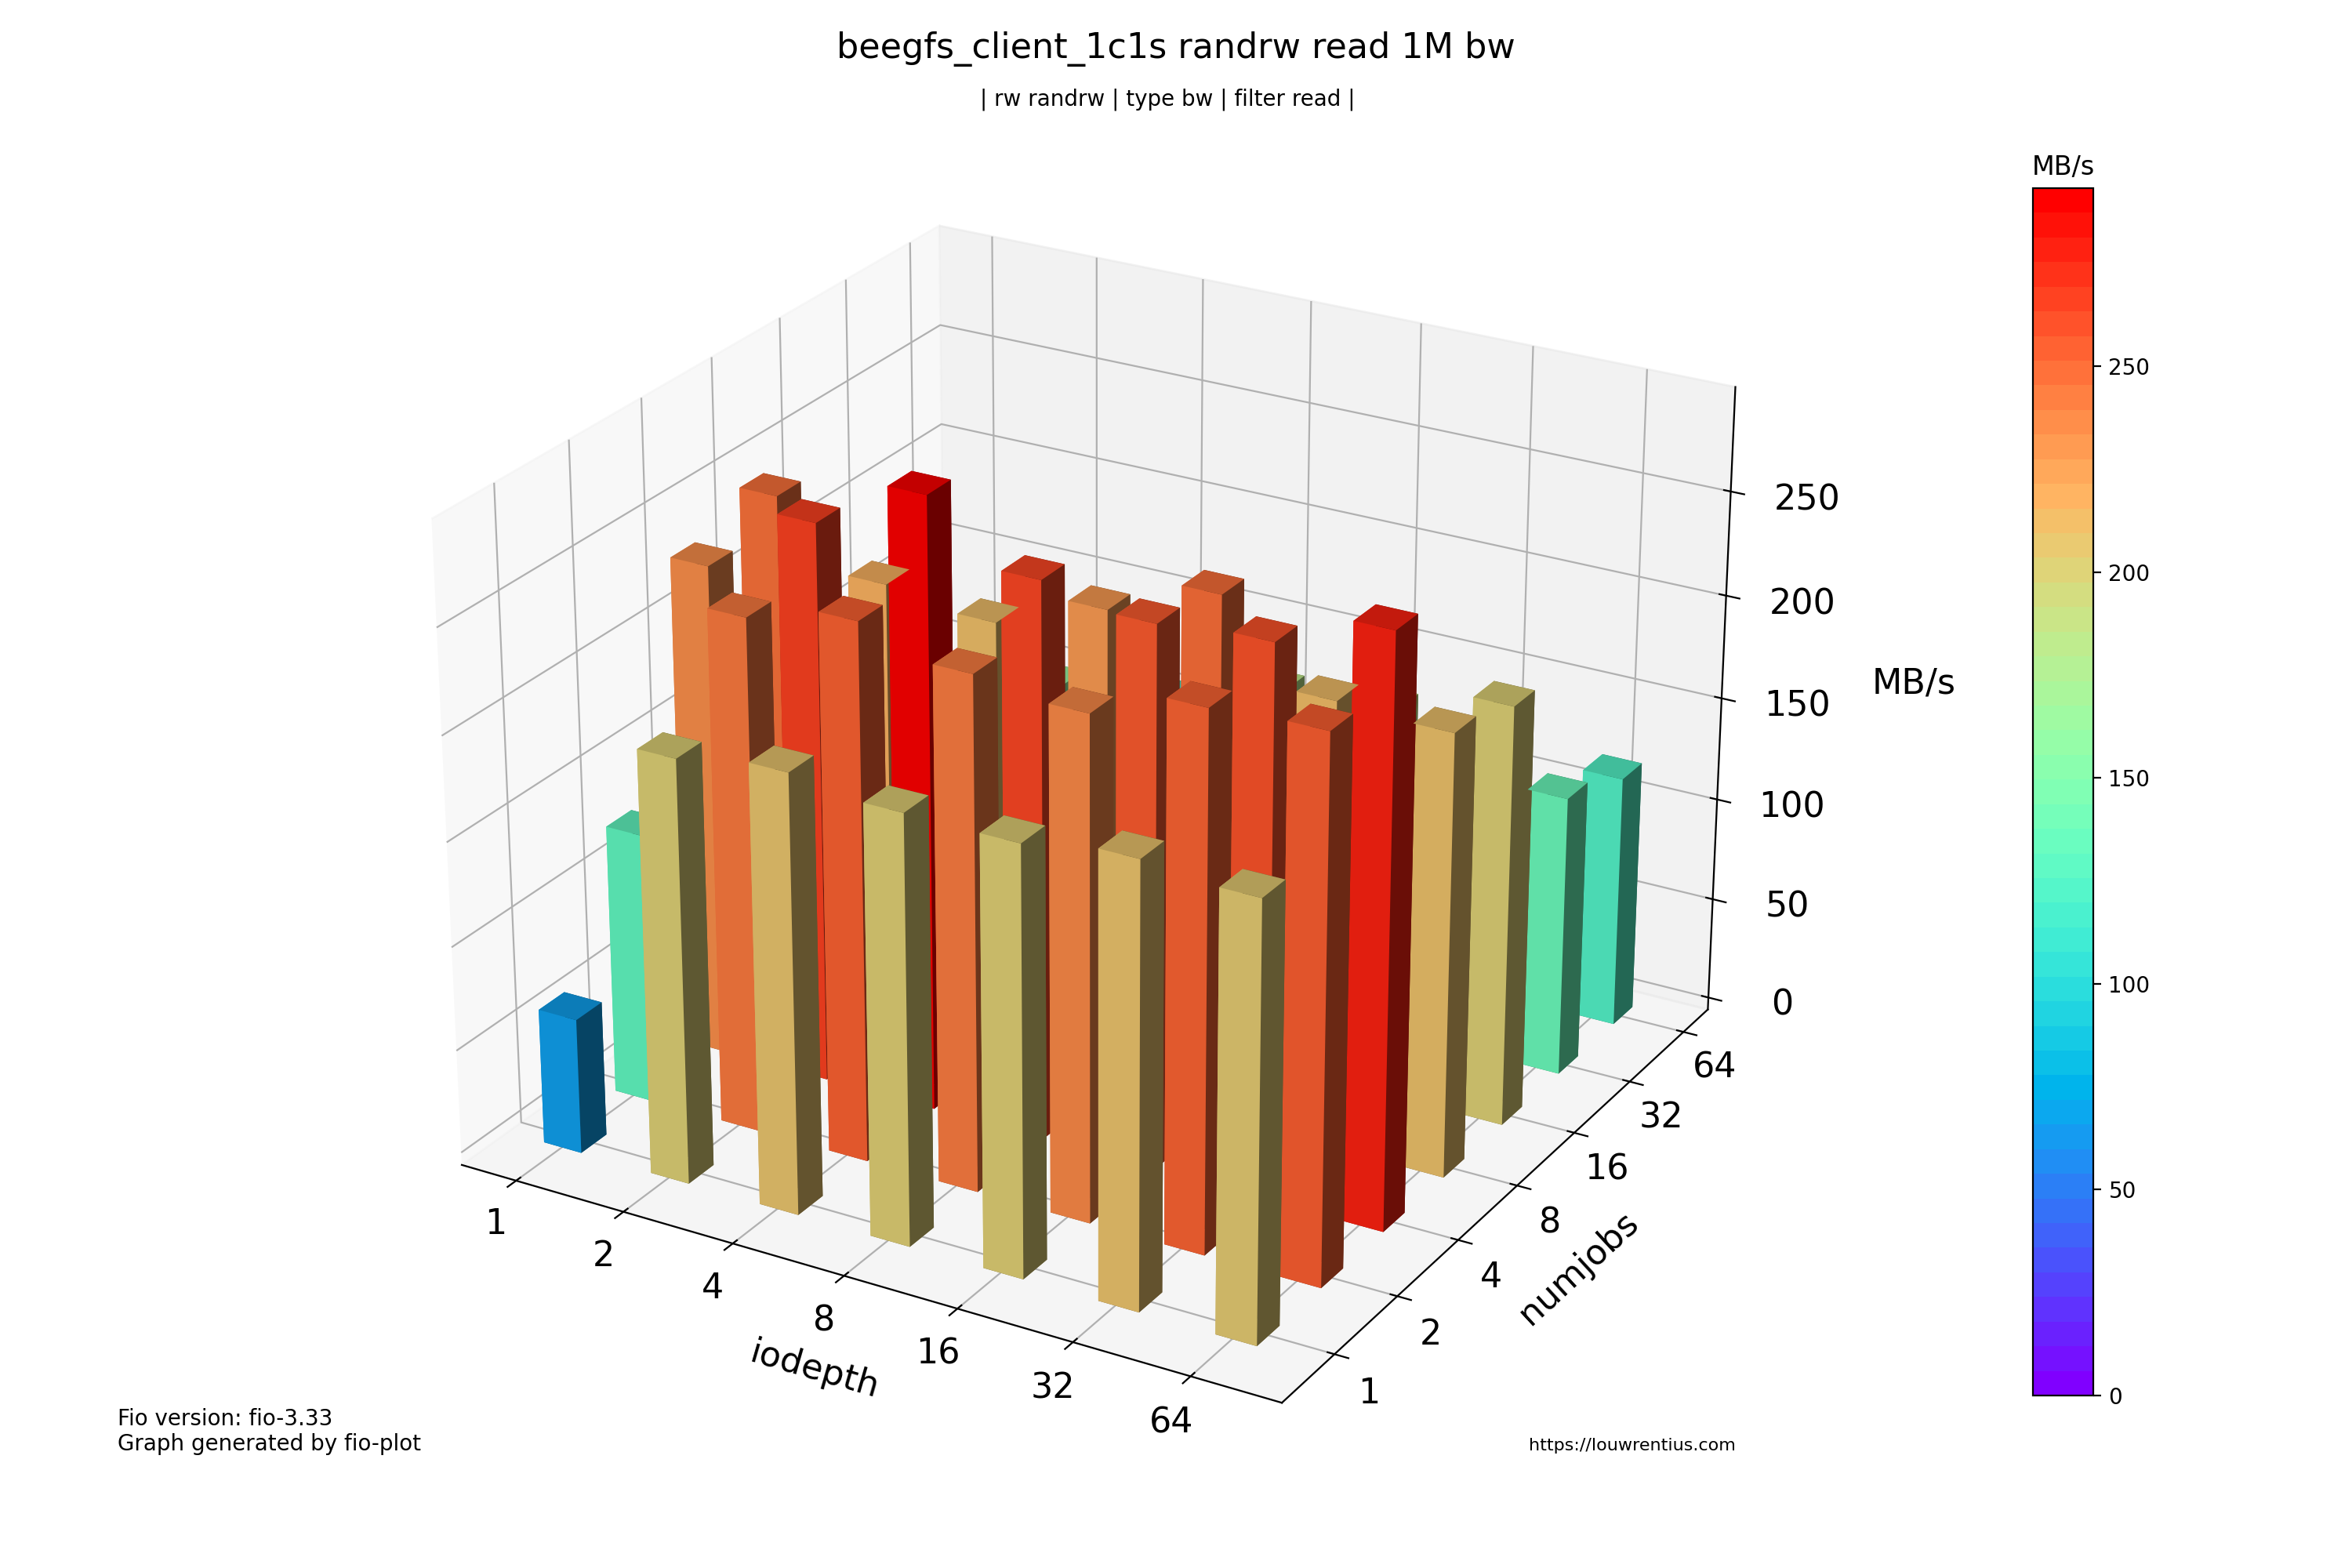 beegfs_client_1c1s randrw read 1M bw
| rw randrw | type bw | filter read |
MB/s
250
200
150
100
50
0
MB/s
250
200
150
100
50
0
64
32
16
8
4
2
1
numjobs
1
2
4
8
16
32
64
iodepth
Fio version: fio-3.33
Graph generated by fio-plot
https://louwrentius.com